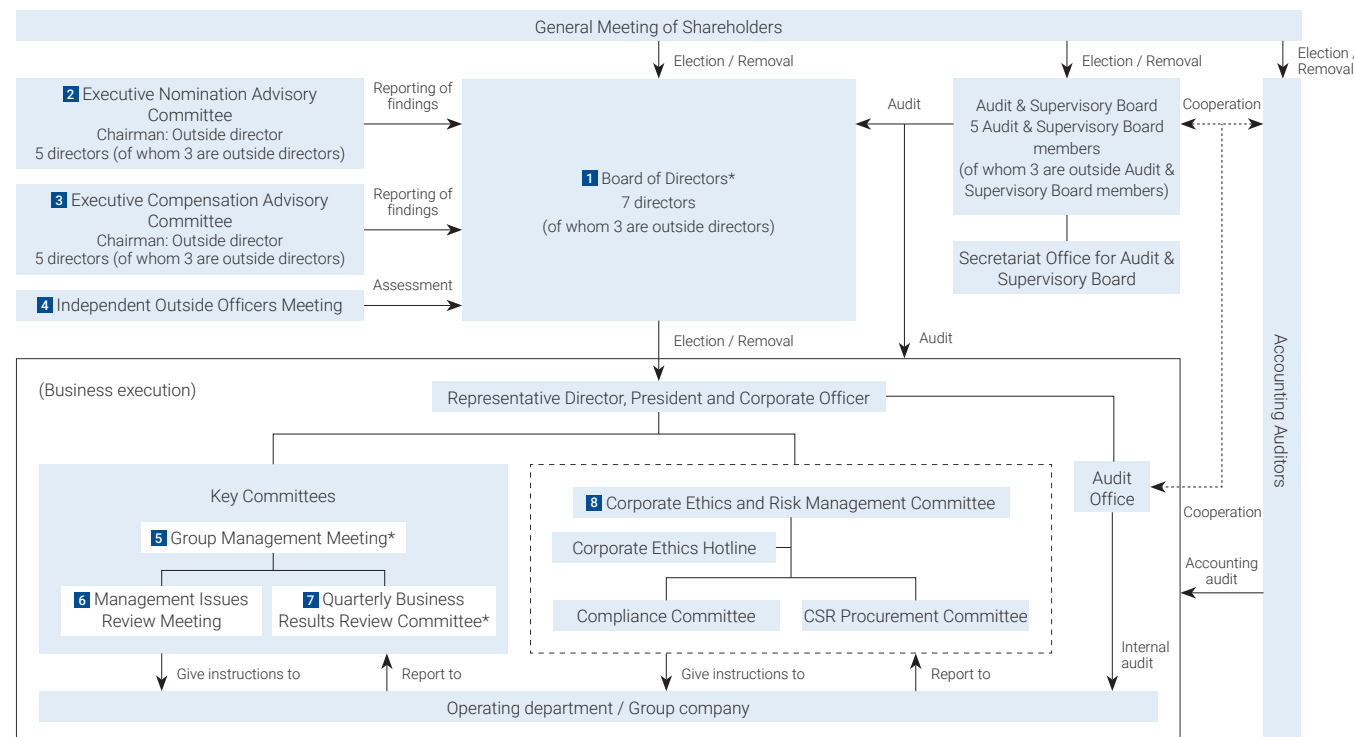 General Meeting of Shareholders
Election / Removal
Election / Removal
Election /
Removal
2 Executive Nomination Advisory
Committee
Chairman: Outside director
5 directors (of whom 3 are outside directors)
Reporting of
findings
3 Executive Compensation Advisory
Committee
Chairman: Outside director
5 directors (of whom 3 are outside directors)
Reporting of
findings
4 Independent Outside Officers Meeting
Assessment
1 Board of Directors*
7 directors
(of whom 3 are outside directors)
Audit
Audit & Supervisory Board
5 Audit & Supervisory Board
members
(of whom 3 are outside Audit &
Supervisory Board members)
Cooperation
Secretariat Office for Audit &
Supervisory Board
Accounting Auditors
Election / Removal
Audit
(Business execution)
Representative Director, President and Corporate Officer
Key Committees
5 Group Management Meeting*
6 Management Issues
Review Meeting
7 Quarterly Business
Results Review Committee*
8 Corporate Ethics and Risk Management Committee
Corporate Ethics Hotline
Compliance Committee
CSR Procurement Committee
Audit
Office
Cooperation
Accounting
audit
Internal
audit
Give instructions to
Report to
Give instructions to
Report to
Operating department / Group company